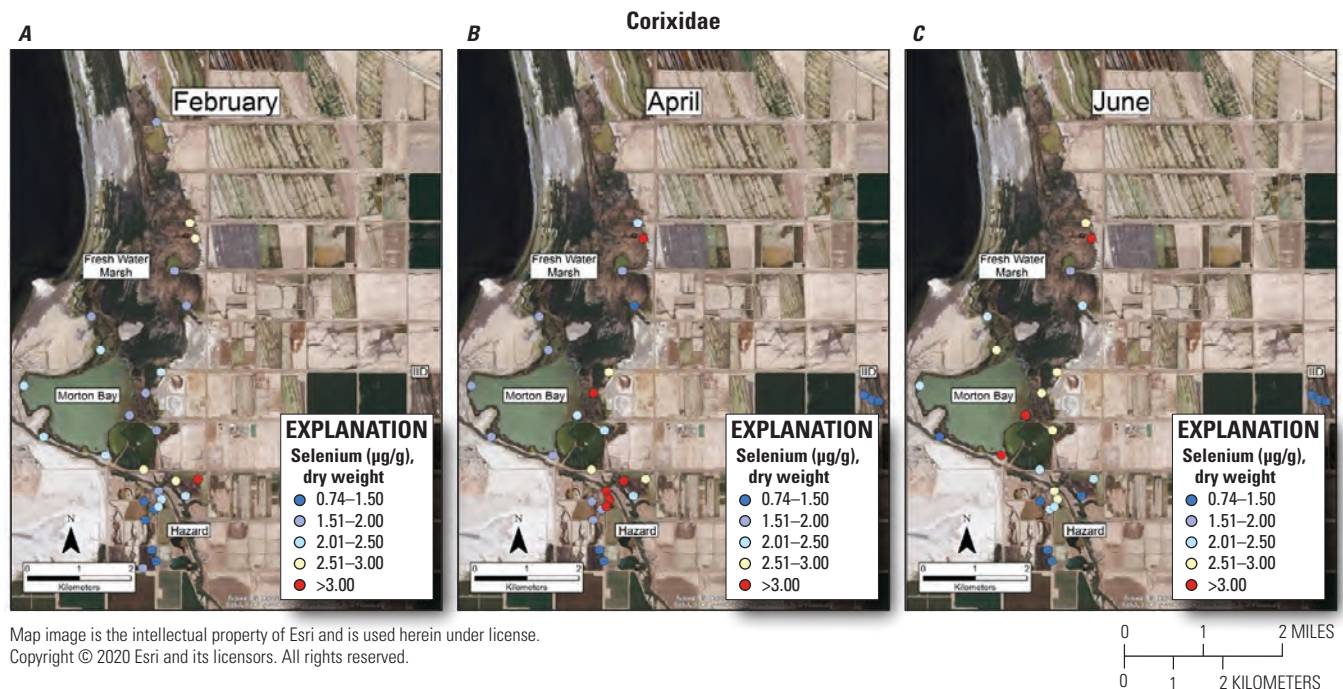 Corixidae
A
February
Fresh Water
Marsh
Morton Bay
Hazard
N
0 1 2
Kilometers
EXPLANATION
Selenium (µg/g),
dry weight
0.74–1.50
1.51–2.00
2.01–2.50
2.51–3.00
>3.00
B
April
Fresh Water
Marsh
Morton Bay
IID
Hazard
N
0 1 2
Kilometers
EXPLANATION
Selenium (µg/g),
dry weight
0.74–1.50
1.51–2.00
2.01–2.50
2.51–3.00
>3.00
C
June
Fresh Water
Marsh
Morton Bay
IID
Hazard
N
0 1 2
Kilometers
EXPLANATION
Selenium (µg/g),
dry weight
0.74–1.50
1.51–2.00
2.01–2.50
2.51–3.00
>3.00
Map image is the intellectual property of Esri and is used herein under license.
Copyright © 2020 Esri and its licensors. All rights reserved.
0 1 2 MILES
0 1 2 KILOMETERS